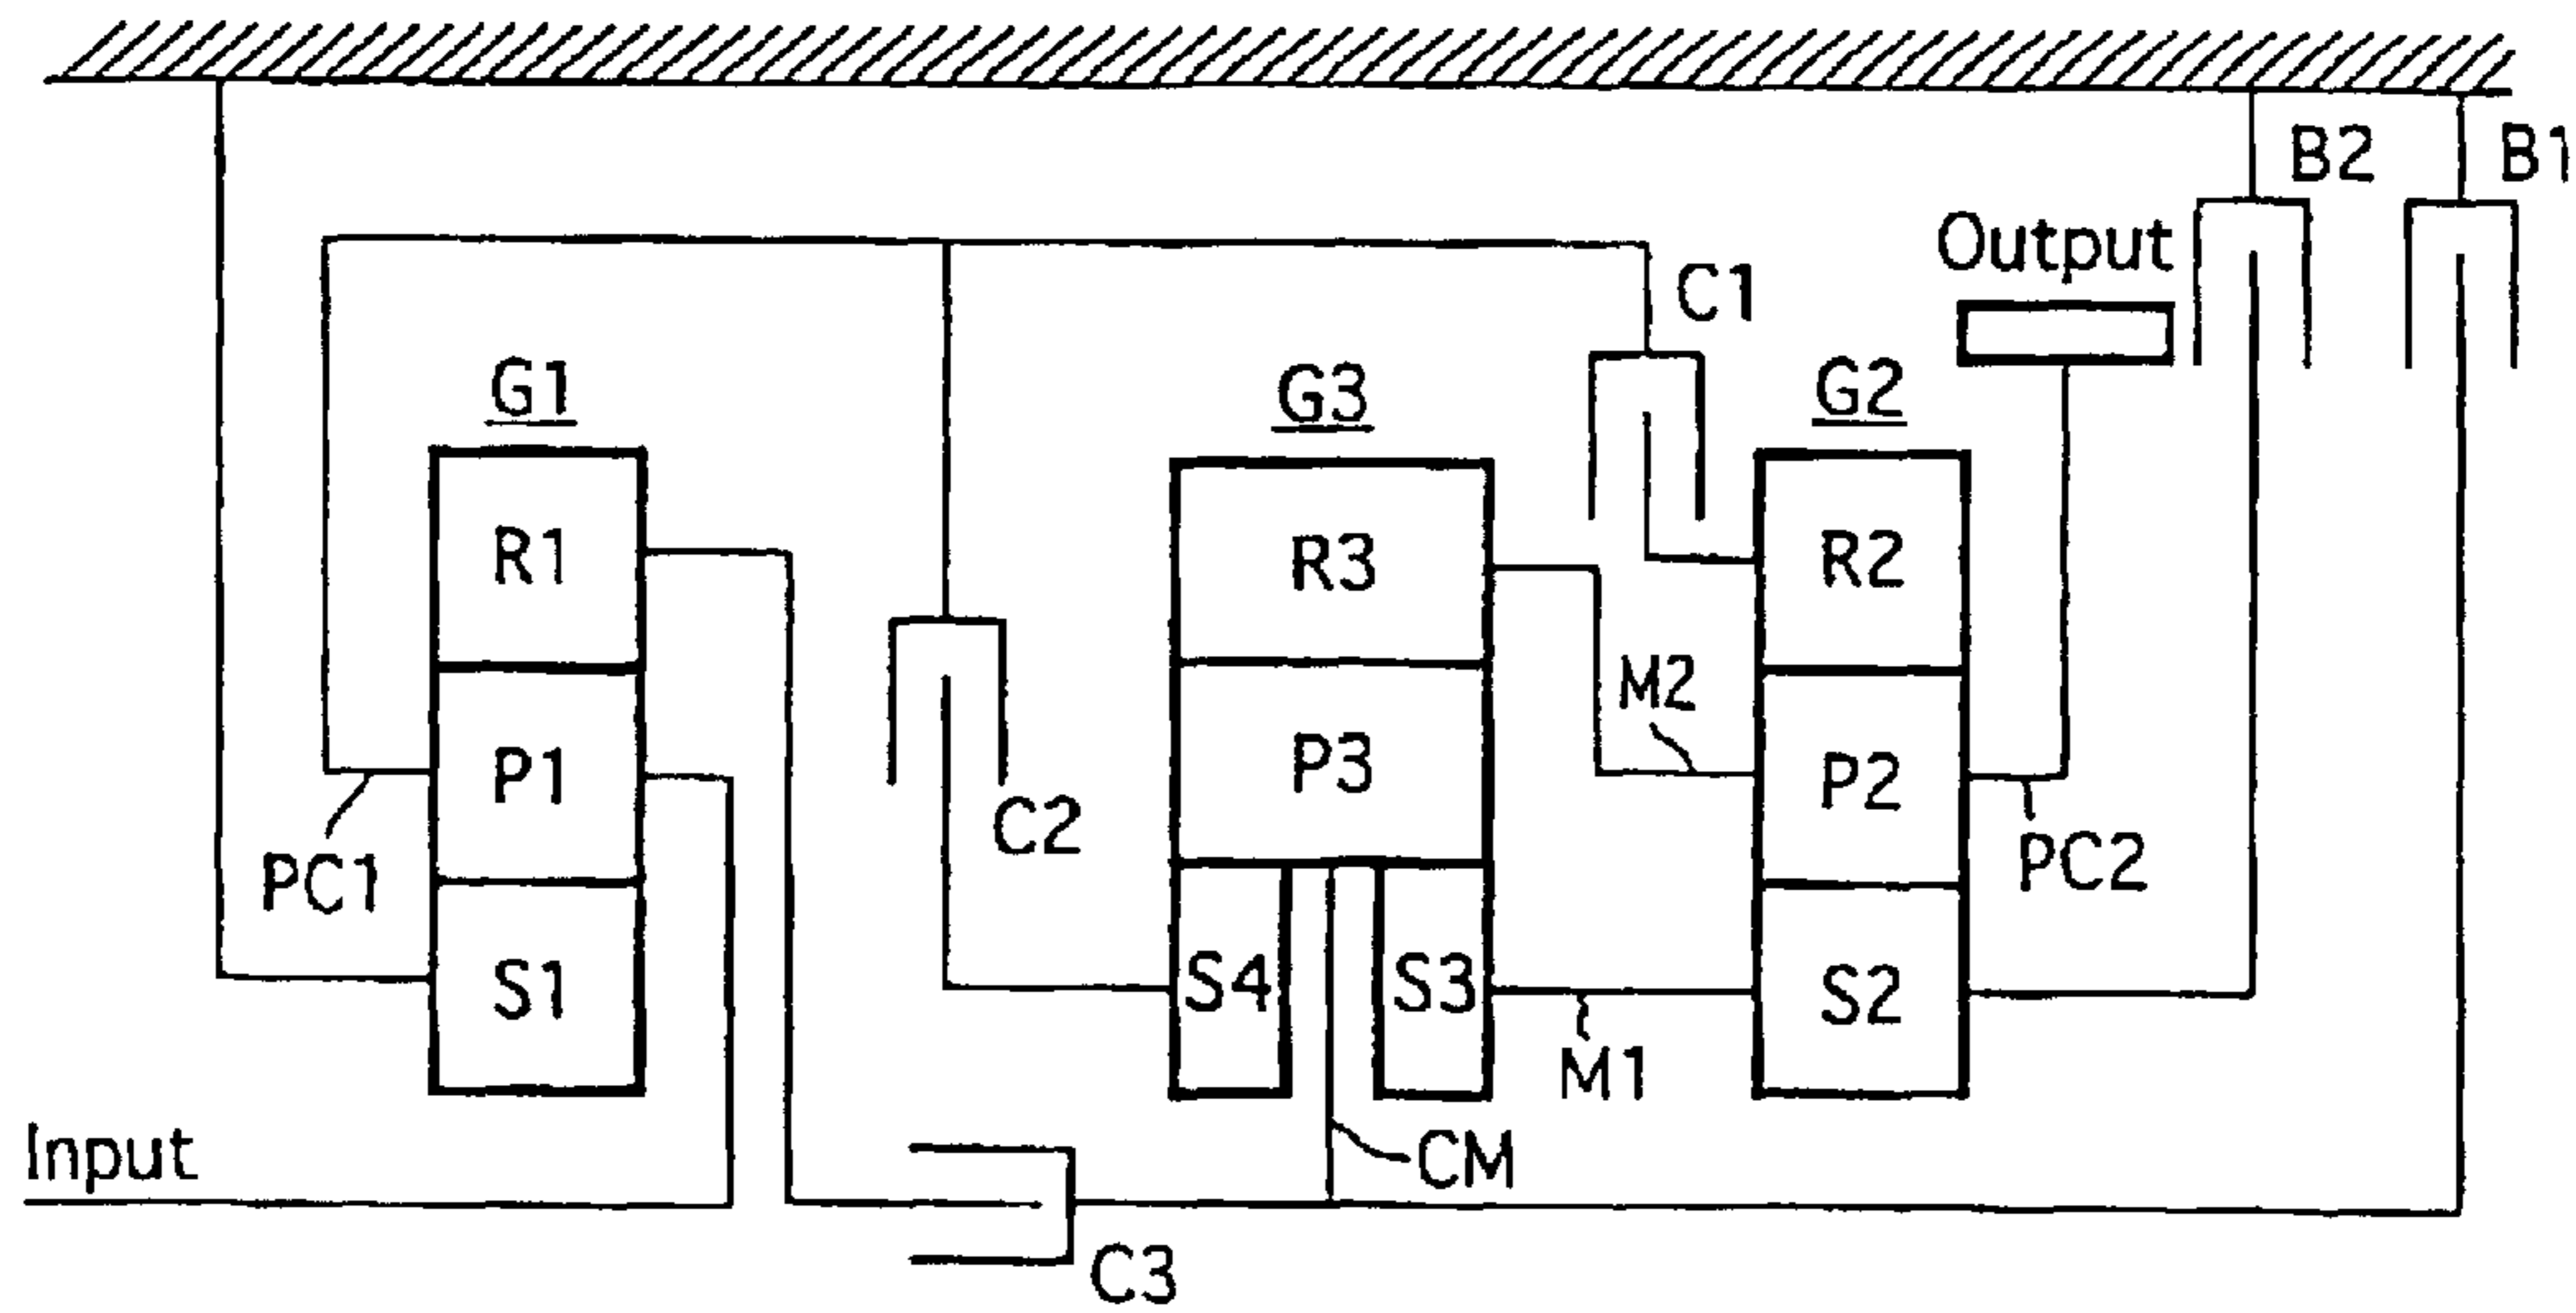 B2
B1
Output
C1
G1
G3
G2
R1
R3
R2
M2
P1
P3
P2
C2
PC1
PC2
S1
S4
S3
S2
M1
Input
CM
C3